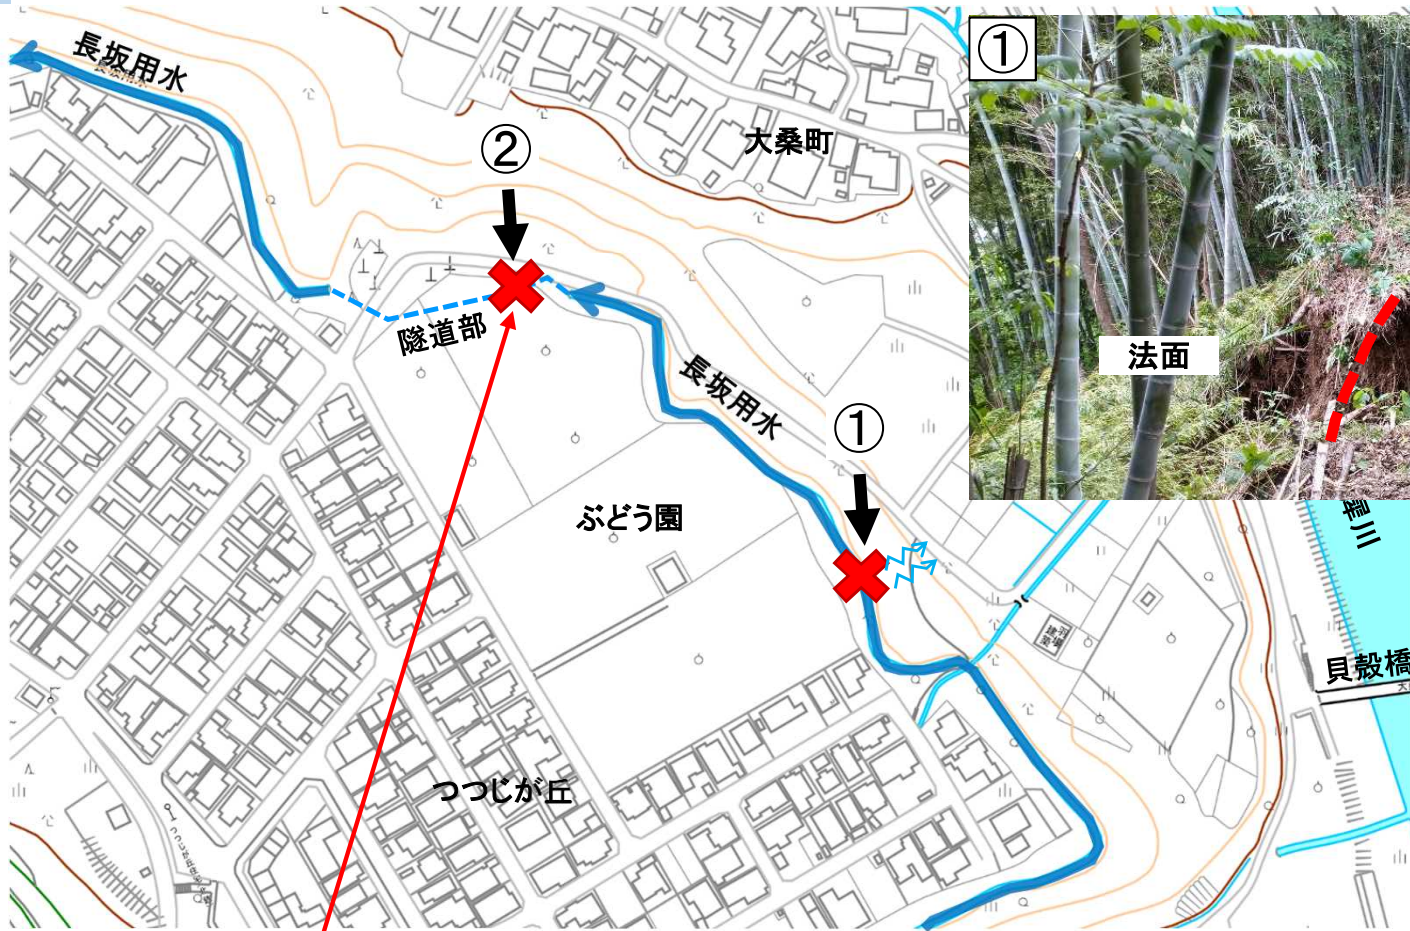 長坂用水
②
大桑町
①
法面
隧道部
長坂用水
①
ぶどう園
犀川
貝殻橋
つつじが丘